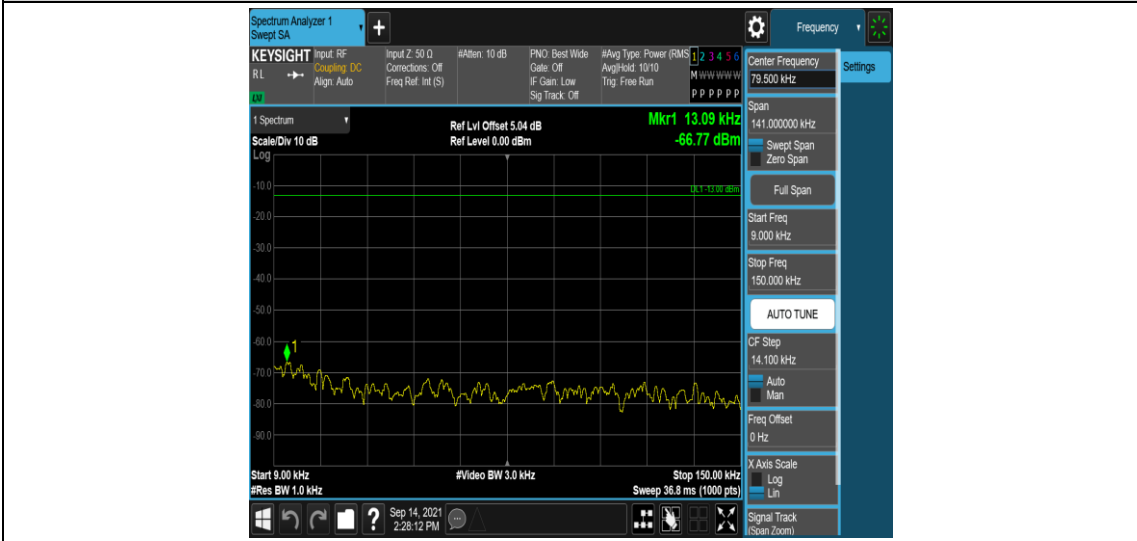 Spectrum Analyzer 1
Swept SA
+
Frequency
KEYSIGHT
RL
LM
Input: RF
Coupling: DC
Align: Auto
Input Z: 50 Ω
Corrections: Off
Freq Ref: Int (S)
#Atten: 10 dB
PNO: Best Wide
Gate: Off
IF Gain: Low
Sig Track: Off
#Avg Type: Power (RMS
Avg|Hold: 10/10
Trig: Free Run
1 2 3 4 5 6
M W W W W W
P P P P P P
1 Spectrum
Scale/Div 10 dB
Log
Ref Lvl Offset 5.04 dB
Ref Level 0.00 dBm
Mkr1 13.09 kHz
-66.77 dBm
DL1 -13.00 dBm
-10.0
-20.0
-30.0
-40.0
-50.0
-60.0
1
-70.0
-80.0
-90.0
Start 9.00 kHz
#Res BW 1.0 kHz
#Video BW 3.0 kHz
Stop 150.00 kHz
Sweep 36.8 ms (1000 pts)
?
Sep 14, 2021
2:28:12 PM
Center Frequency
79.500 kHz
Span
141.000000 kHz
Swept Span
Zero Span
Full Span
Start Freq
9.000 kHz
Stop Freq
150.000 kHz
AUTO TUNE
CF Step
14.100 kHz
Auto
Man
Freq Offset
0 Hz
X Axis Scale
Log
Lin
Signal Track
(Span Zoom)
Settings